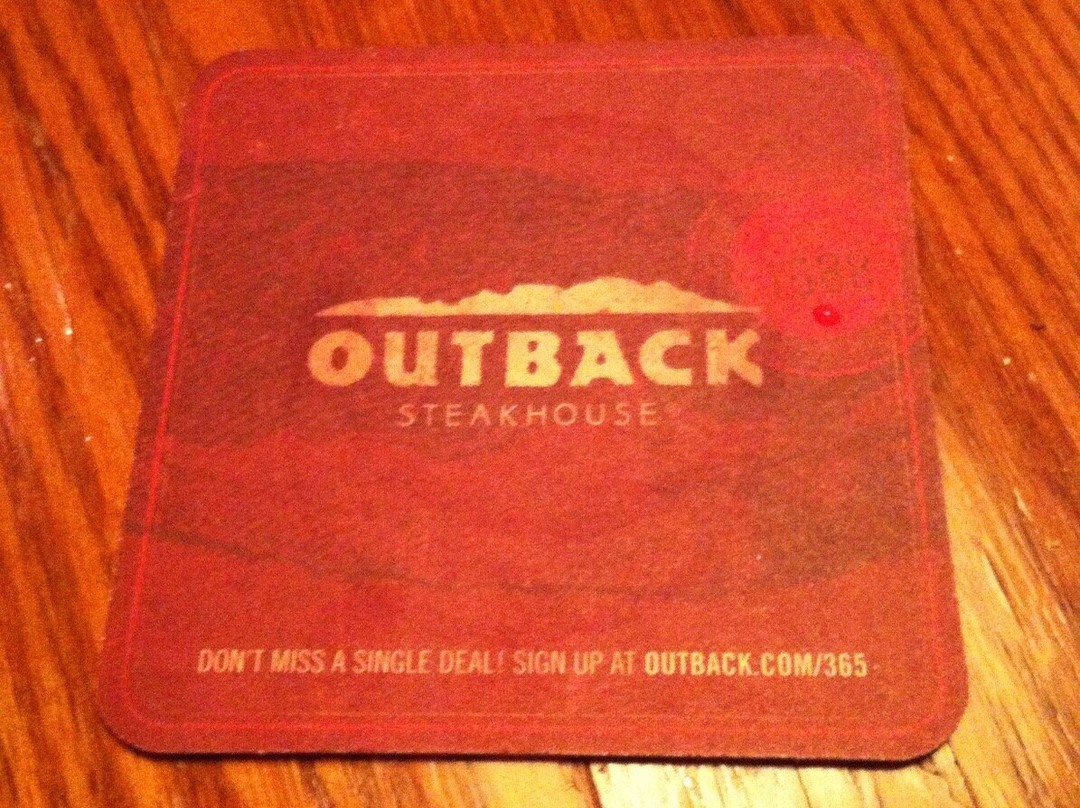 OUTBACK
STEAKHOUSE
DON'T MISS A SINGLE DEAL! SIGN UP AT OUTBACK.COM/365